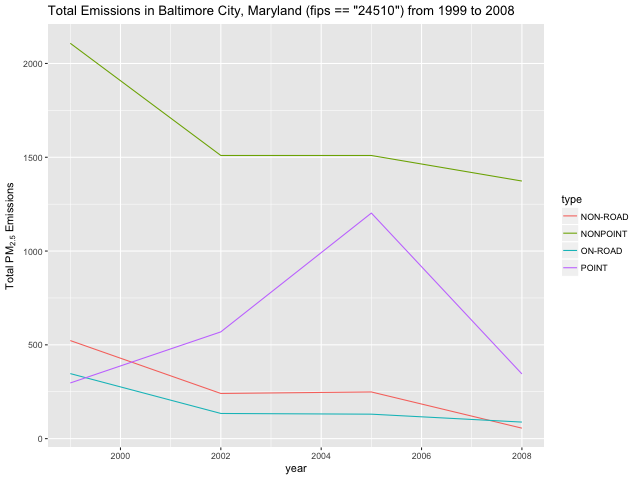 Total Emissions in Baltimore City, Maryland (fips == "24510") from 1999 to 2008
Total PM2.5 Emissions
2000
1500
1000
500
0
2000
2002
2004
2006
2008
year
type
NON-ROAD
NONPOINT
ON-ROAD
POINT